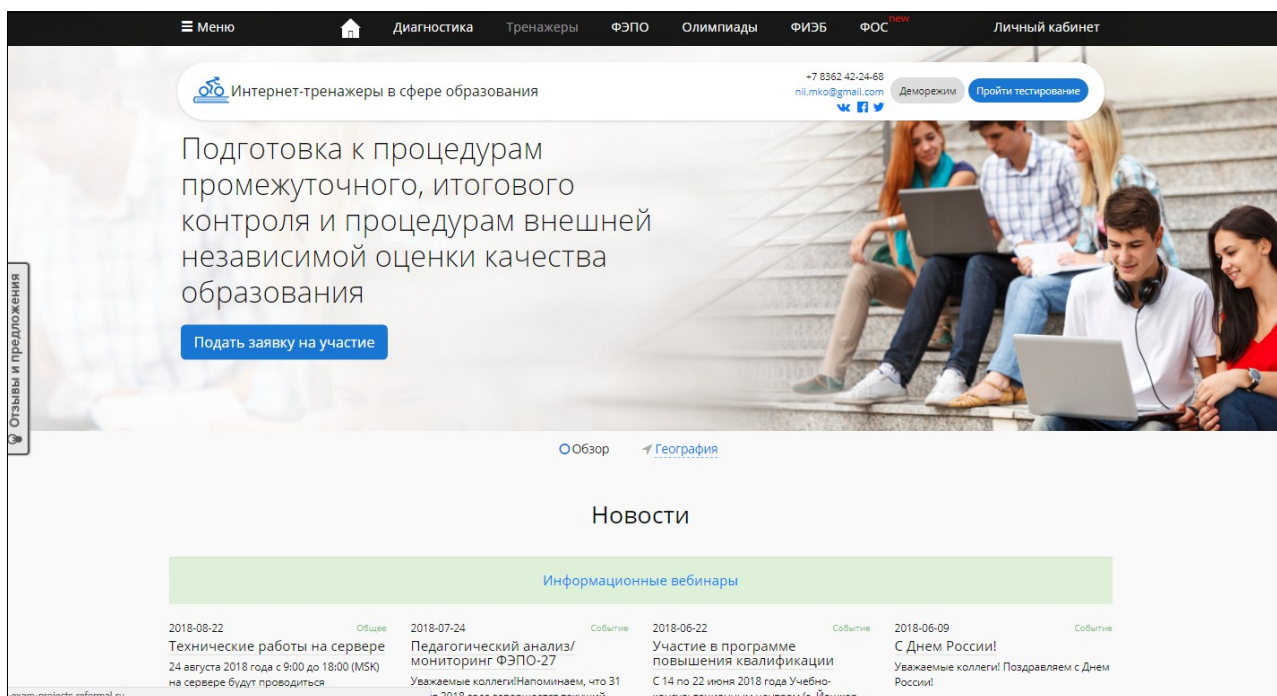 Меню
Диагностика
Тренажеры
ФЭПО
Олимпиады
ФИЭБ
ФОС new
Личный кабинет
Интернет-тренажеры в сфере образования
+7 8362 42-24-68
nii.mko@gmail.com
Деморежим
Пройти тестирование
Подготовка к процедурам
промежуточного, итогового
контроля и процедурам внешней
независимой оценки качества
образования
Подать заявку на участие
Отзывы и предложения
Обзор
География
Новости
Информационные вебинары
2018-08-22 Общее
Технические работы на сервере
24 августа 2018 года с 9:00 до 18:00 (MSK)
на сервере будут проводиться
2018-07-24 Событие
Педагогический анализ/
мониторинг ФЭПО-27
Уважаемые коллеги!Напоминаем, что 31
2018-06-22 Событие
Участие в программе
повышения квалификации
С 14 по 22 июня 2018 года Учебно-
2018-06-09 Событие
С Днем России!
Уважаемые коллеги! Поздравляем с Днем
России!